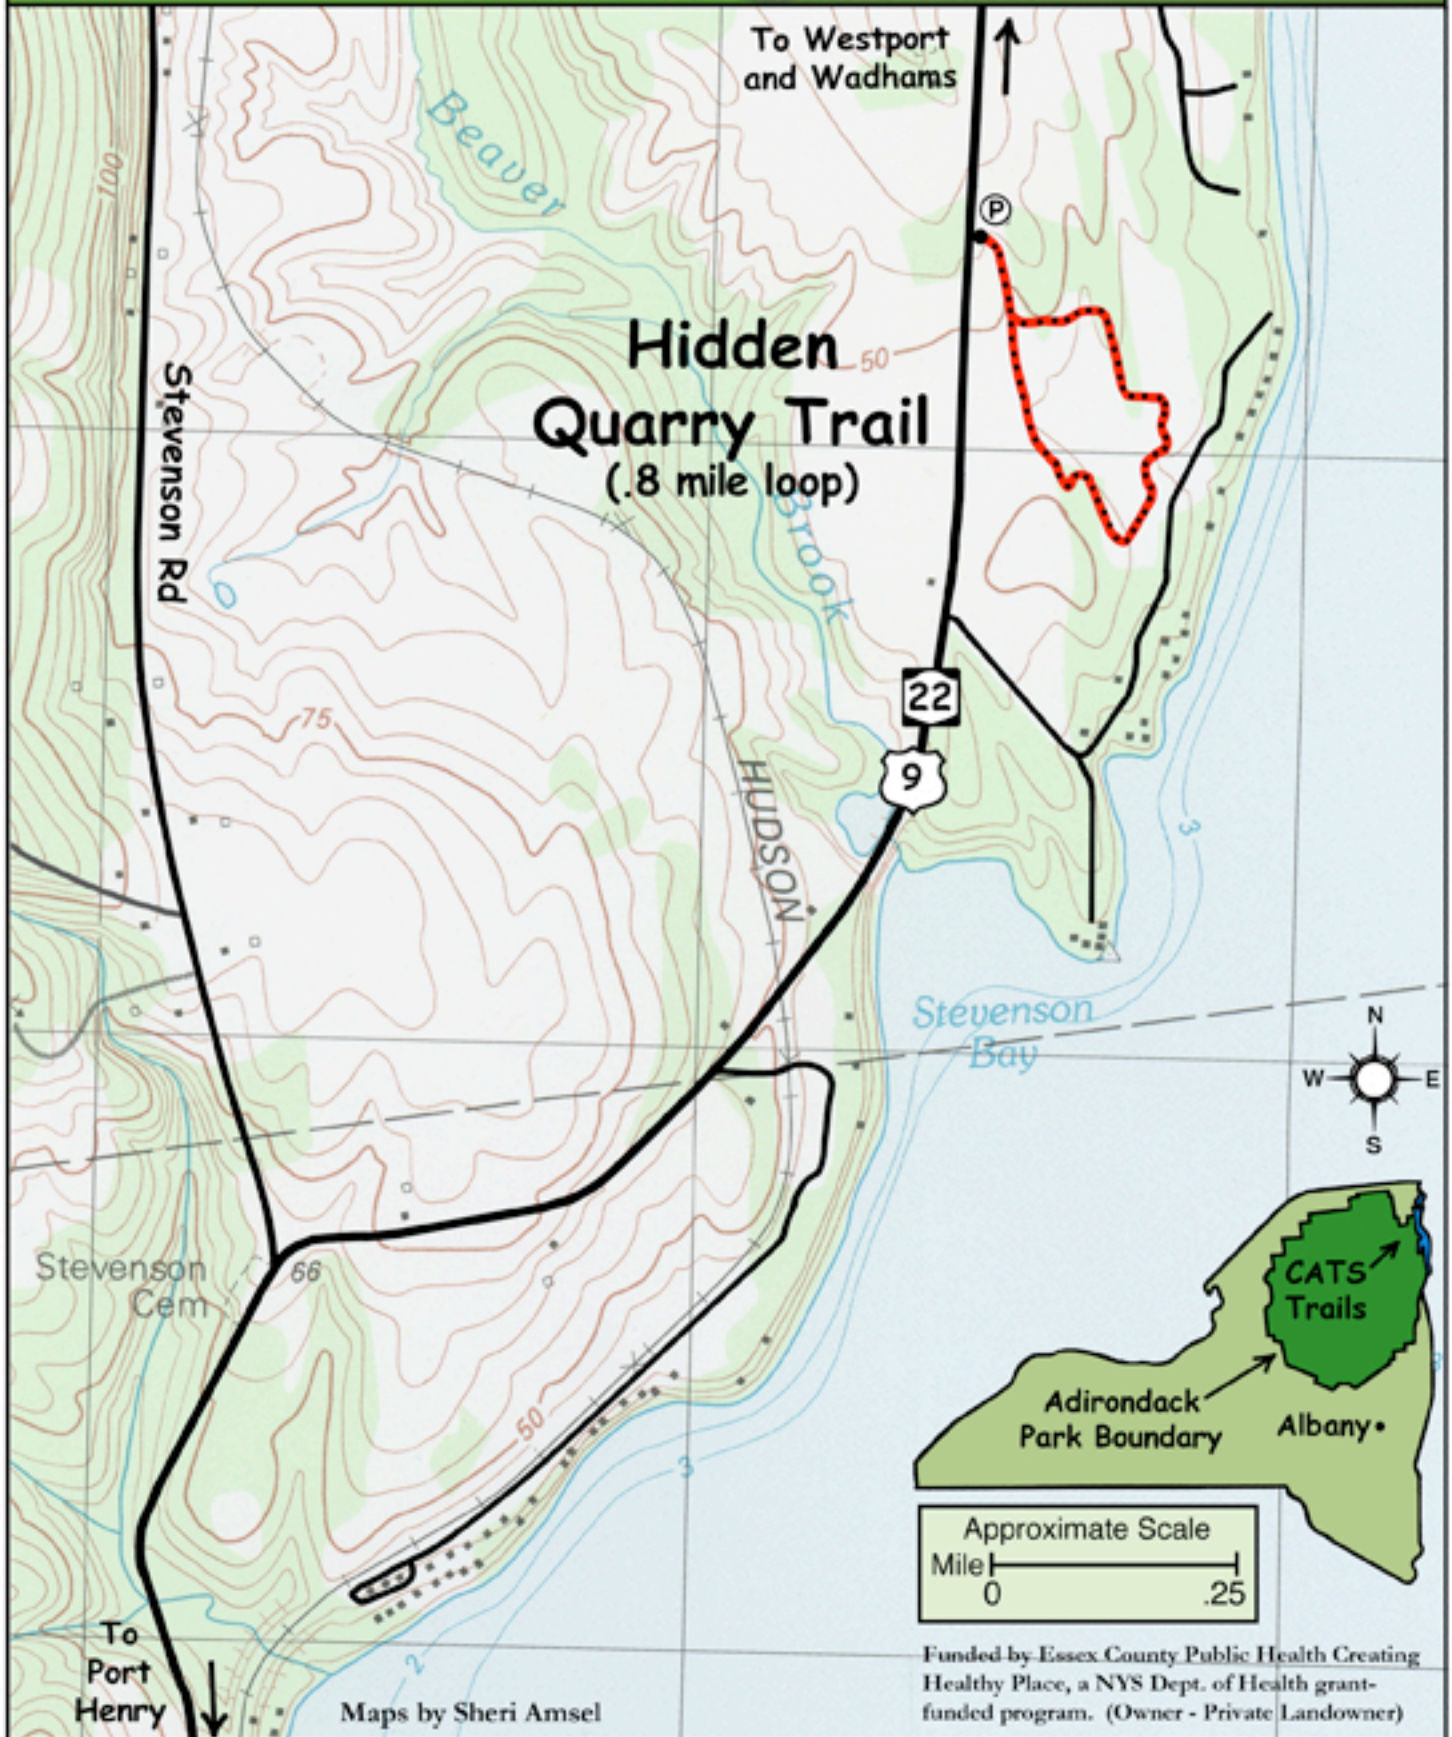 To Westport
and Wadhams
Beaver
100
P
Hidden
Quarry Trail
(.8 mile loop)
50
Stevenson Rd
Brook
22
9
75
HUDSON
3
Stevenson
Bay
N
W E
S
Stevenson
Cem
66
CATS
Trails
Adirondack
Park Boundary
Albany
50
3
2
Approximate Scale
Mile
0 .25
To
Port
Henry
Maps by Sheri Amsel
Funded by Essex County Public Health Creating
Healthy Place, a NYS Dept. of Health grant-
funded program. (Owner - Private Landowner)